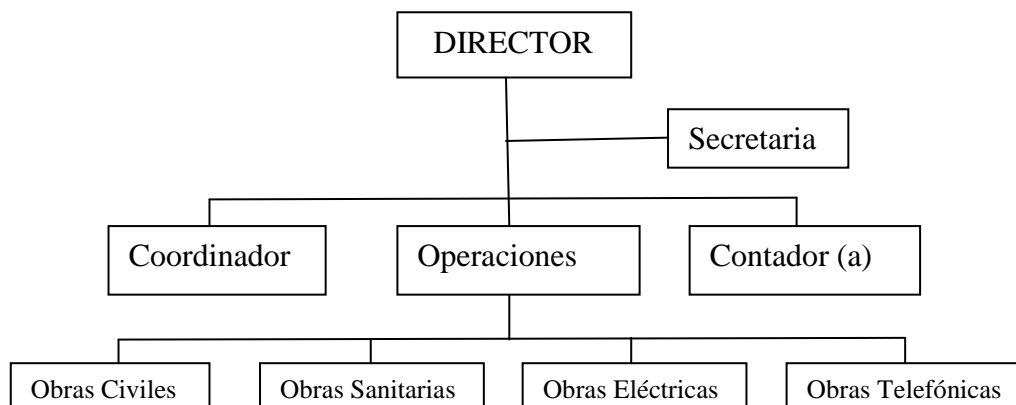 DIRECTOR
Secretaria
Coordinador
Operaciones
Contador (a)
Obras Civiles
Obras Sanitarias
Obras Eléctricas
Obras Telefónicas